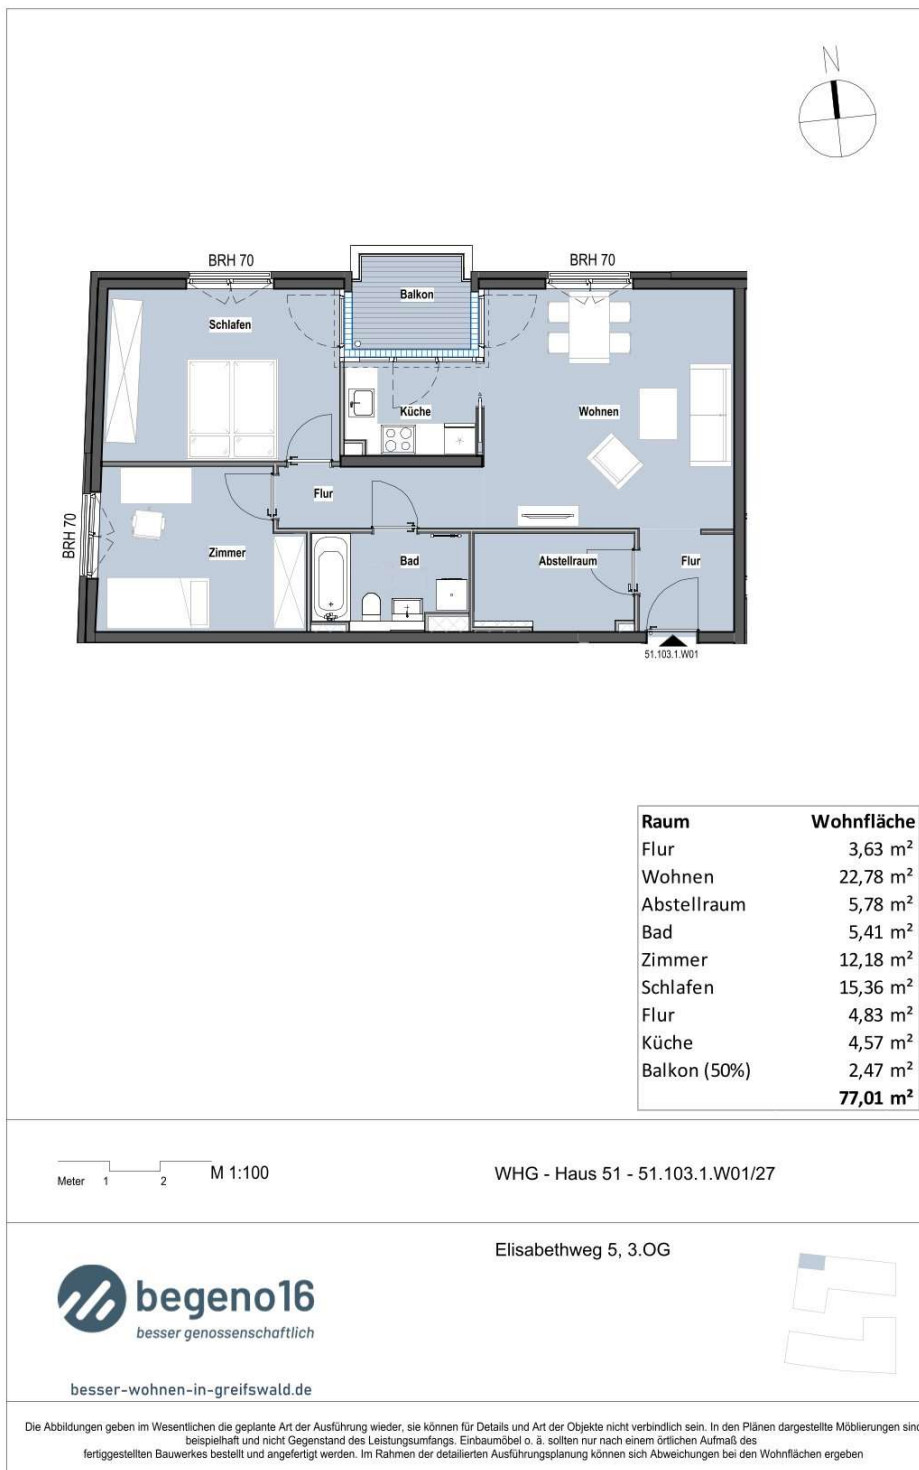 N
BRH 70
BRH 70
Balkon
Schlafen
Küche
Wohnen
Flur
BRH 70
Zimmer
Bad
Abstellraum
Flur
51.103.1.W01
Raum Wohnfläche
Flur 3,63 m²
Wohnen 22,78 m²
Abstellraum 5,78 m²
Bad 5,41 m²
Zimmer 12,18 m²
Schlafen 15,36 m²
Flur 4,83 m²
Küche 4,57 m²
Balkon (50%) 2,47 m²
77,01 m²
Meter 1 2 M 1:100
WHG - Haus 51 - 51.103.1.W01/27
Elisabethweg 5, 3.OG
begeno16
besser genossenschaftlich
besser-wohnen-in-greifswald.de
Die Abbildungen geben im Wesentlichen die geplante Art der Ausführung wieder, sie können für Details und Art der Objekte nicht verbindlich sein. In den Plänen dargestellte Möblierungen sind
beispielhaft und nicht Gegenstand des Leistungsumfangs. Einbaumöbel o. ä. sollten nur nach einem örtlichen Aufmaß des
fertiggestellten Bauwerkes bestellt und angefertigt werden. Im Rahmen der detailierten Ausführungsplanung können sich Abweichungen bei den Wohnflächen ergeben